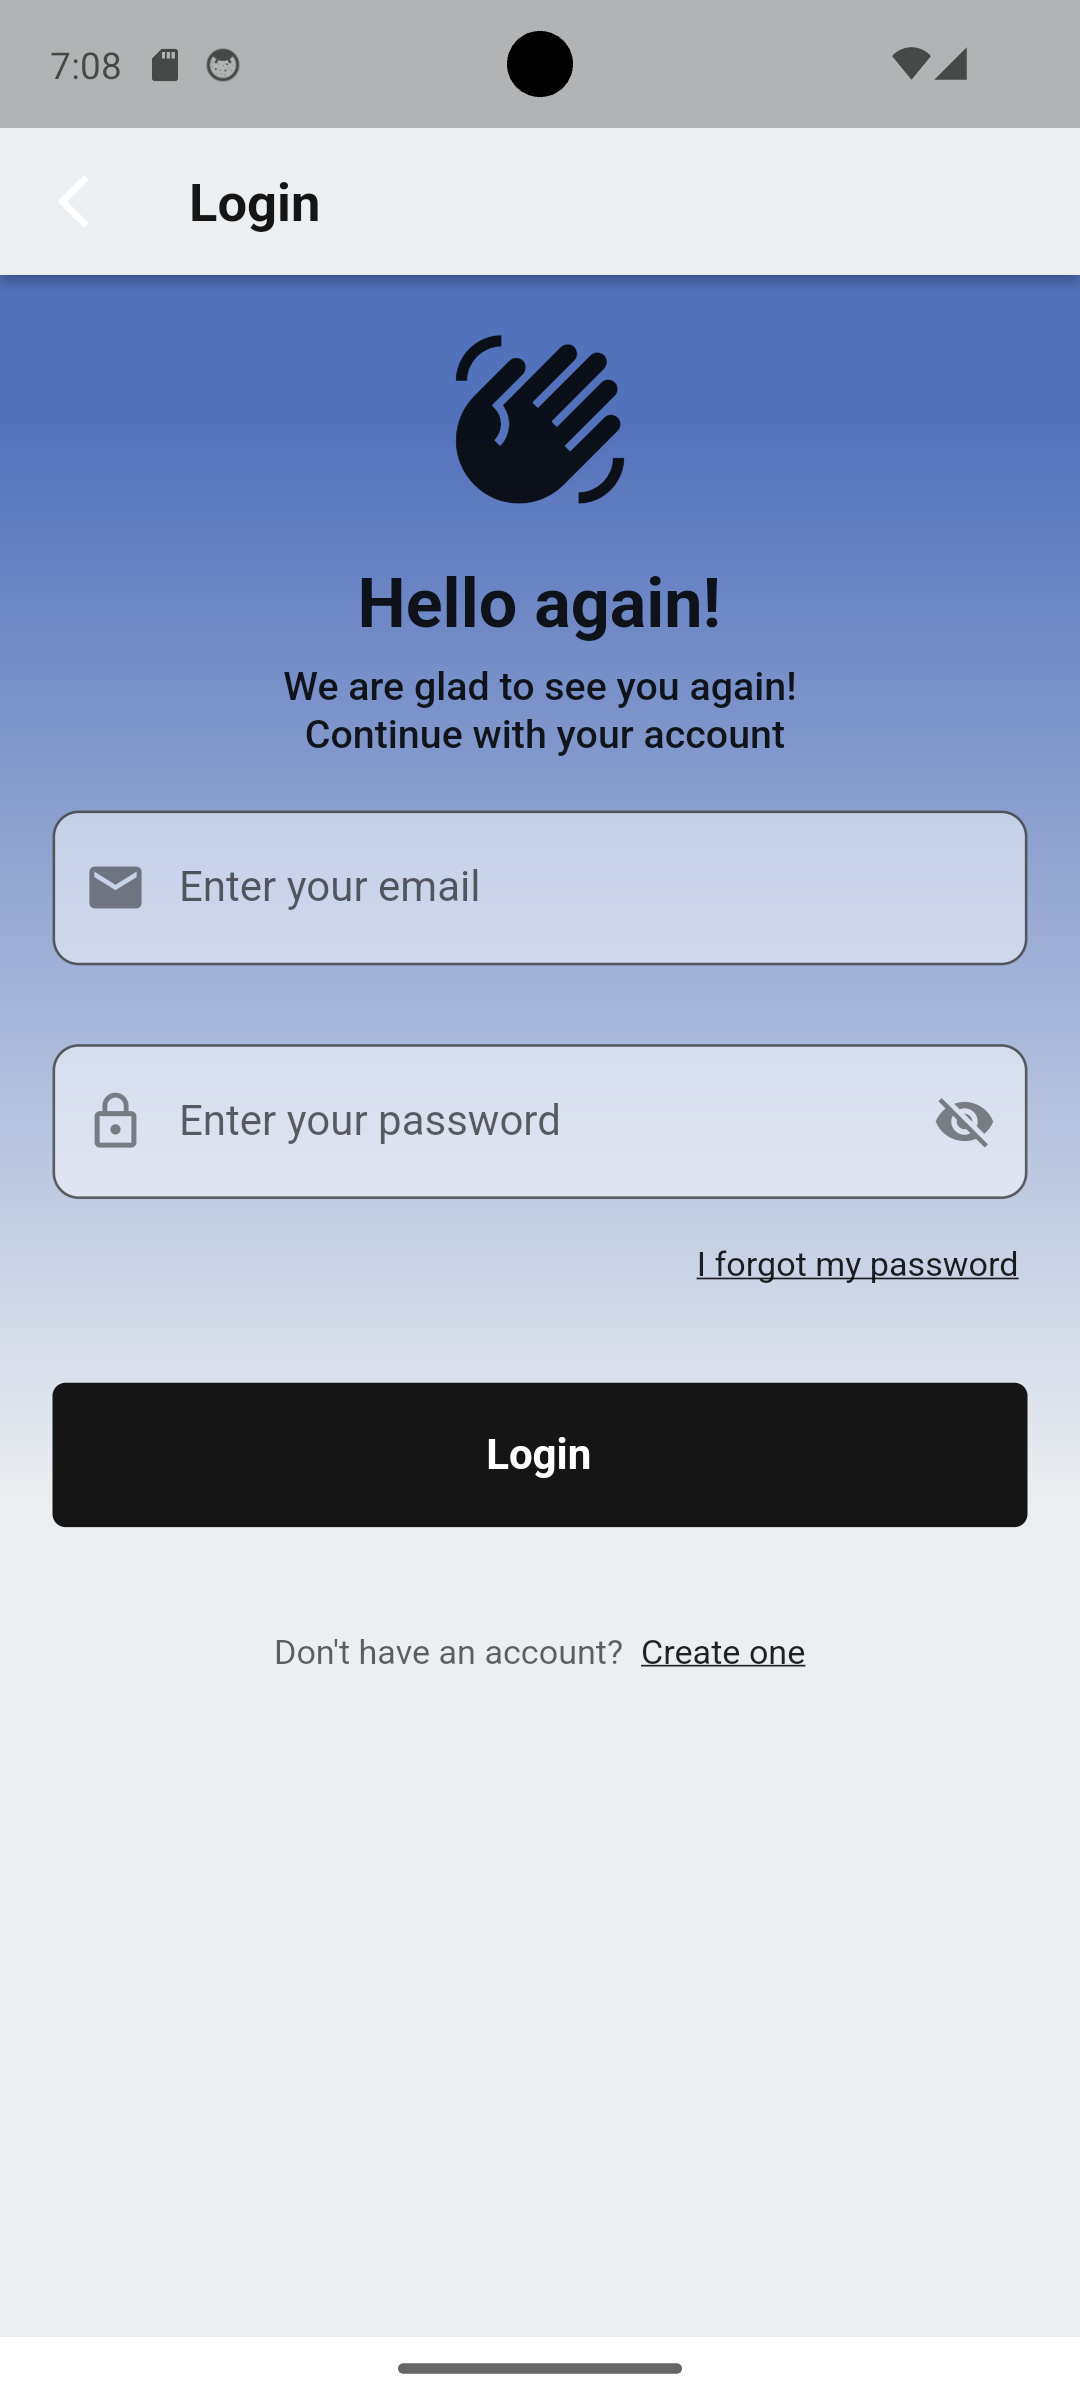 7:08
Login
Hello again!
We are glad to see you again!
Continue with your account
Enter your email
Enter your password
I forgot my password
Login
Don't have an account? Create one